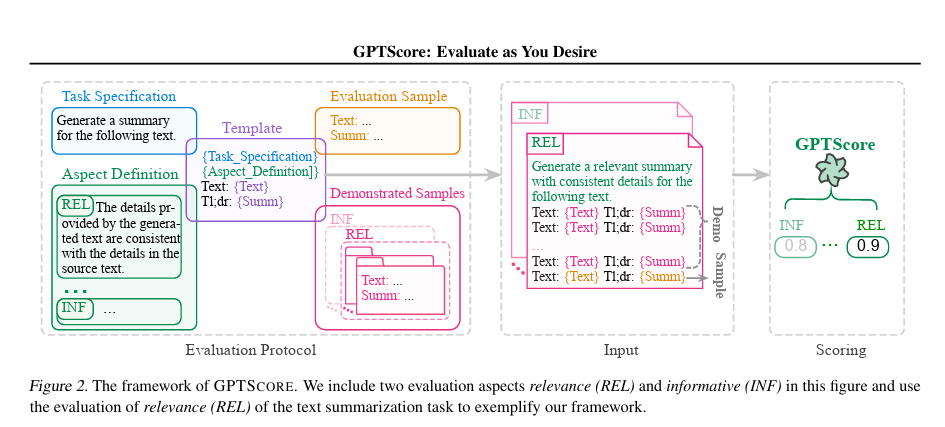 GPTScore: Evaluate as You Desire
Task Specification
Generate a summary
for the following text.
Template
{Task_Specification}
{Aspect_Definition]}
Text: {Text}
Tl;dr: {Summ}
Evaluation Sample
Text: ...
Summ: ...
Aspect Definition
REL The details pr-
ovided by the genera-
ted text are consistent
with the details in the
source text.
...
INF ...
Demonstrated Samples
INF
REL
Text: ...
Summ: ...
Evaluation Protocol
INF
REL
Generate a relevant summary
with consistent details for the
following text.
Text: {Text} Tl;dr: {Summ}
Text: {Text} Tl;dr: {Summ}
...
Text: {Text} Tl;dr: {Summ}
Text: {Text} Tl;dr: {Summ}
Demo
Sample
Input
GPTScore
INF
REL
0.8 ... 0.9
Scoring
Figure 2. The framework of GPTSCORE. We include two evaluation aspects relevance (REL) and informative (INF) in this figure and use
the evaluation of relevance (REL) of the text summarization task to exemplify our framework.